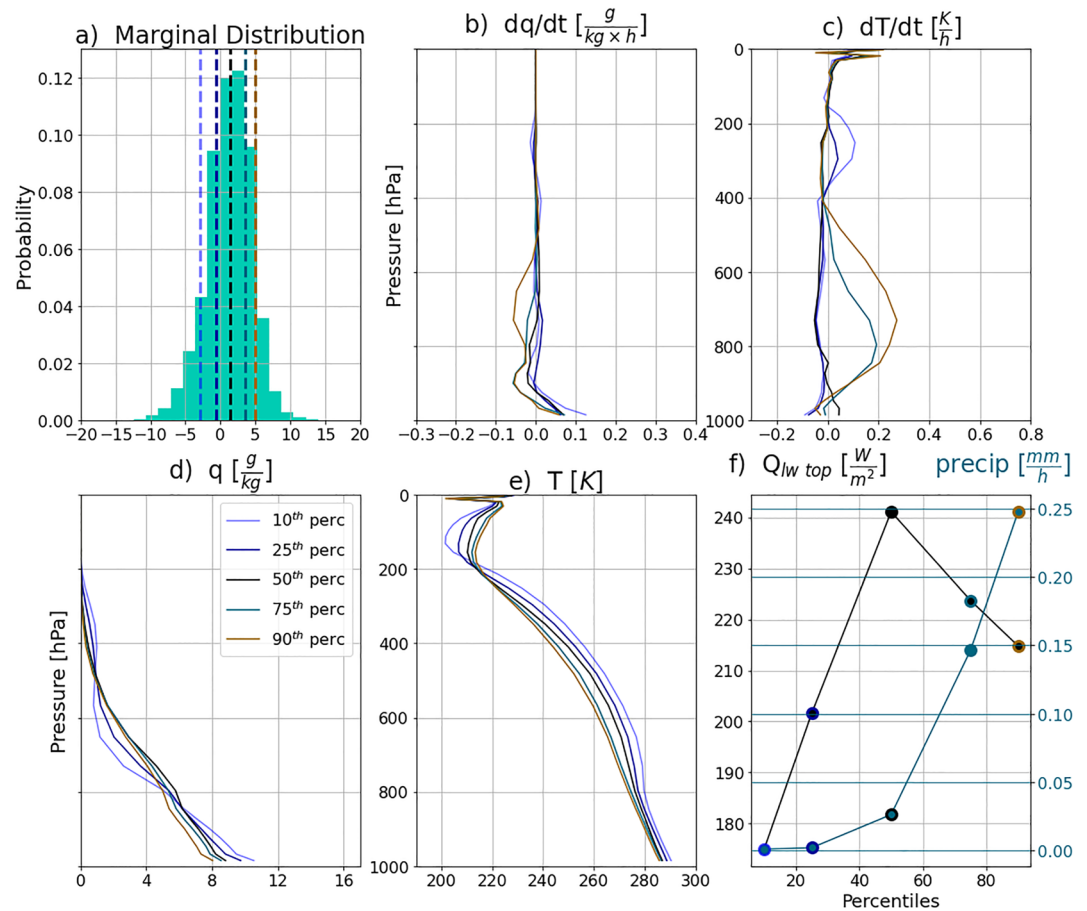 a) Marginal Distribution
b) dq/dt [g/kg × h]
c) dT/dt [K/h]
Probability
0.12
0.10
0.08
0.06
0.04
0.02
0.00
−20 −15 −10 −5 0 5 10 15 20
Pressure [hPa]
−0.3 −0.2 −0.1 0.0 0.1 0.2 0.3 0.4
0
200
400
600
800
1000
−0.2 0.0 0.2 0.4 0.6 0.8
d) q [g/kg]
e) T [K]
f) Q_lw top [W/m²]
precip [mm/h]
Pressure [hPa]
10th perc
25th perc
50th perc
75th perc
90th perc
0 4 8 12 16
0
200
400
600
800
1000
200 220 240 260 280 300
240
230
220
210
200
190
180
0.25
0.20
0.15
0.10
0.05
0.00
20 40 60 80
Percentiles